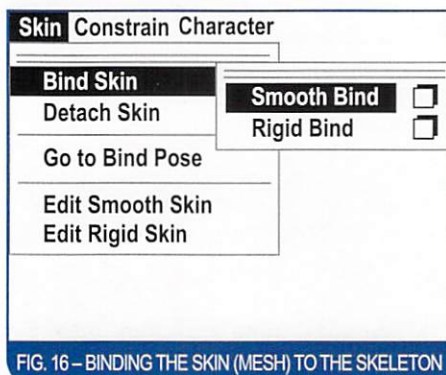 Skin Constrain Character
Bind Skin
Detach Skin
Go to Bind Pose
Edit Smooth Skin
Edit Rigid Skin
Smooth Bind
Rigid Bind
FIG. 16 – BINDING THE SKIN (MESH) TO THE SKELETON